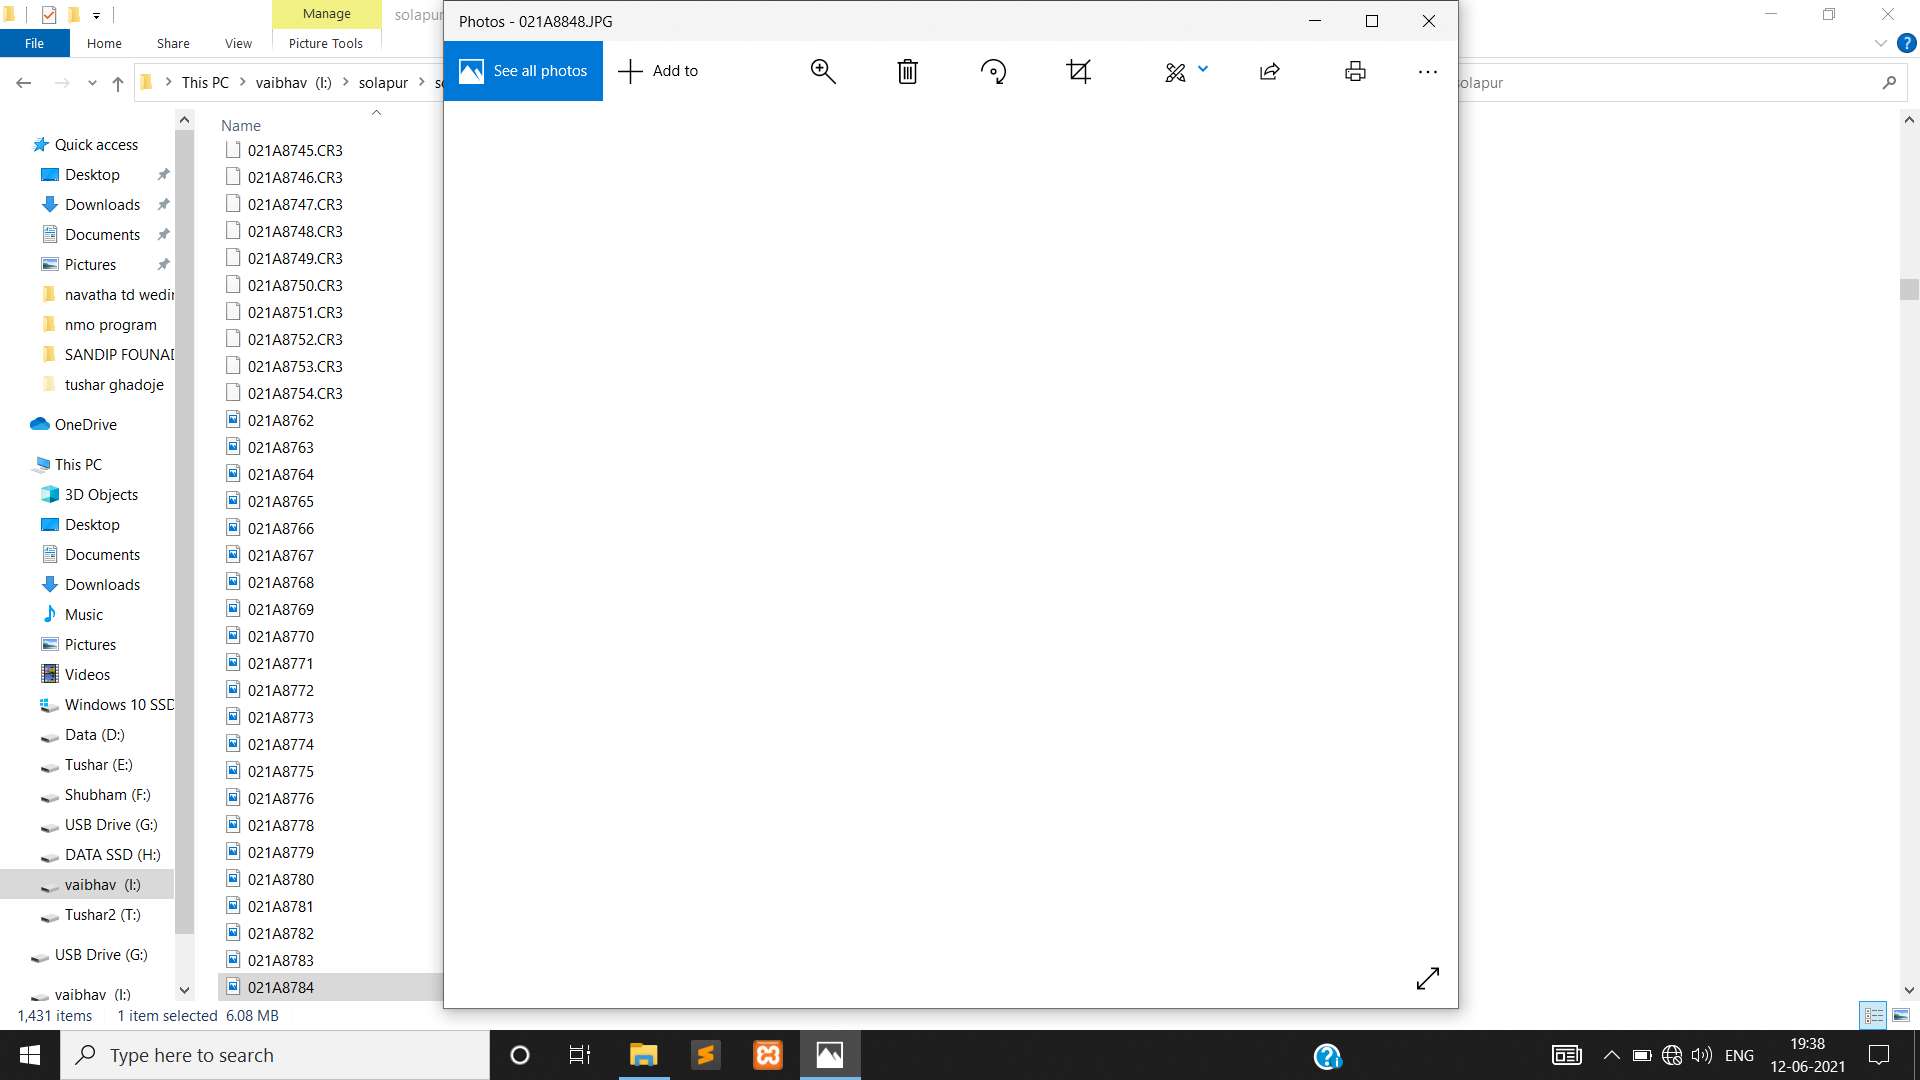 Manage
solapur
Photos - 021A8848.JPG
File
Home
Share
View
Picture Tools
See all photos
Add to
This PC
vaibhav (I:)
solapur
Name
021A8745.CR3
021A8746.CR3
021A8747.CR3
021A8748.CR3
021A8749.CR3
021A8750.CR3
021A8751.CR3
021A8752.CR3
021A8753.CR3
021A8754.CR3
021A8762
021A8763
021A8764
021A8765
021A8766
021A8767
021A8768
021A8769
021A8770
021A8771
021A8772
021A8773
021A8774
021A8775
021A8776
021A8778
021A8779
021A8780
021A8781
021A8782
021A8783
021A8784
Quick access
Desktop
Downloads
Documents
Pictures
navatha td wedin
nmo program
SANDIP FOUNAD
tushar ghadoje
OneDrive
This PC
3D Objects
Desktop
Documents
Downloads
Music
Pictures
Videos
Windows 10 SSD
Data (D:)
Tushar (E:)
Shubham (F:)
USB Drive (G:)
DATA SSD (H:)
vaibhav (I:)
Tushar2 (T:)
USB Drive (G:)
vaibhav (I:)
1,431 items
1 item selected 6.08 MB
Type here to search
ENG
19:38
12-06-2021